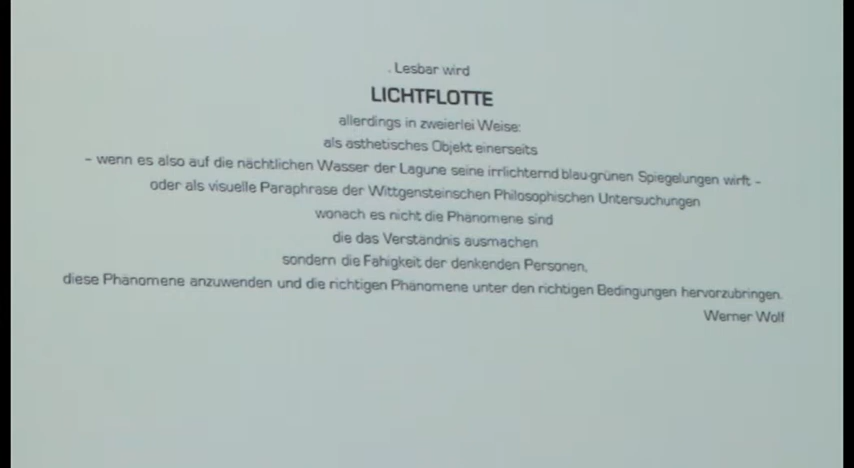 . Lesbar wird
LICHTFLOTTE
allerdings in zweierlei Weise:
als ästhetisches Objekt einerseits
– wenn es also auf die nächtlichen Wasser der Lagune seine irrlichternd blau-grünen Spiegelungen wirft –
oder als visuelle Paraphrase der Wittgensteinschen Philosophischen Untersuchungen
wonach es nicht die Phänomene sind
die das Verständnis ausmachen
sondern die Fähigkeit der denkenden Personen,
diese Phänomene anzuwenden und die richtigen Phänomene unter den richtigen Bedingungen hervorzubringen.
Werner Wolf